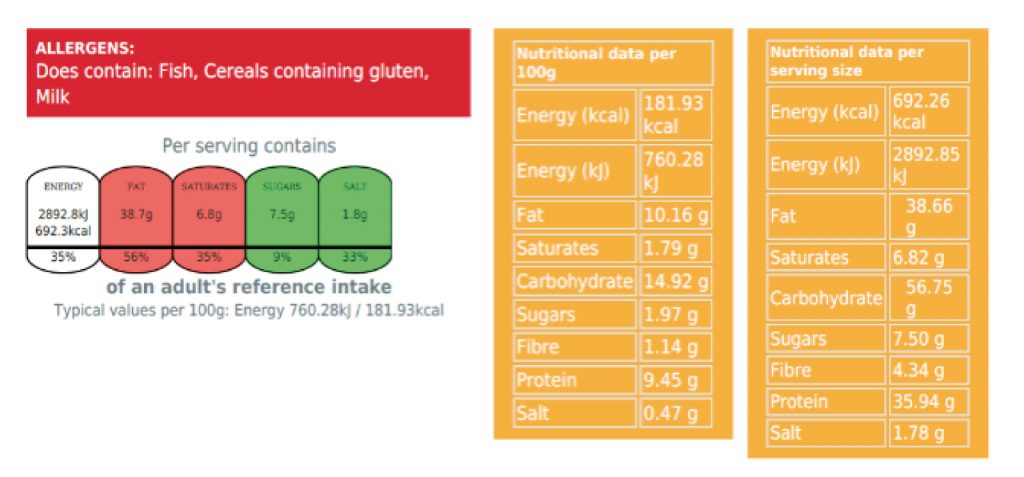 ALLERGENS:
Does contain: Fish, Cereals containing gluten,
Milk
Per serving contains
ENERGY
2892.8kJ
692.3kcal
35%
FAT
38.7g
56%
SATURATES
6.8g
35%
SUGARS
7.5g
9%
SALT
1.8g
33%
of an adult's reference intake
Typical values per 100g: Energy 760.28kJ / 181.93kcal
Nutritional data per
100g
Energy (kcal) 181.93
kcal
Energy (kJ) 760.28
kJ
Fat 10.16 g
Saturates 1.79 g
Carbohydrate 14.92 g
Sugars 1.97 g
Fibre 1.14 g
Protein 9.45 g
Salt 0.47 g
Nutritional data per
serving size
Energy (kcal) 692.26
kcal
Energy (kJ) 2892.85
kJ
Fat 38.66
g
Saturates 6.82 g
Carbohydrate 56.75
g
Sugars 7.50 g
Fibre 4.34 g
Protein 35.94 g
Salt 1.78 g